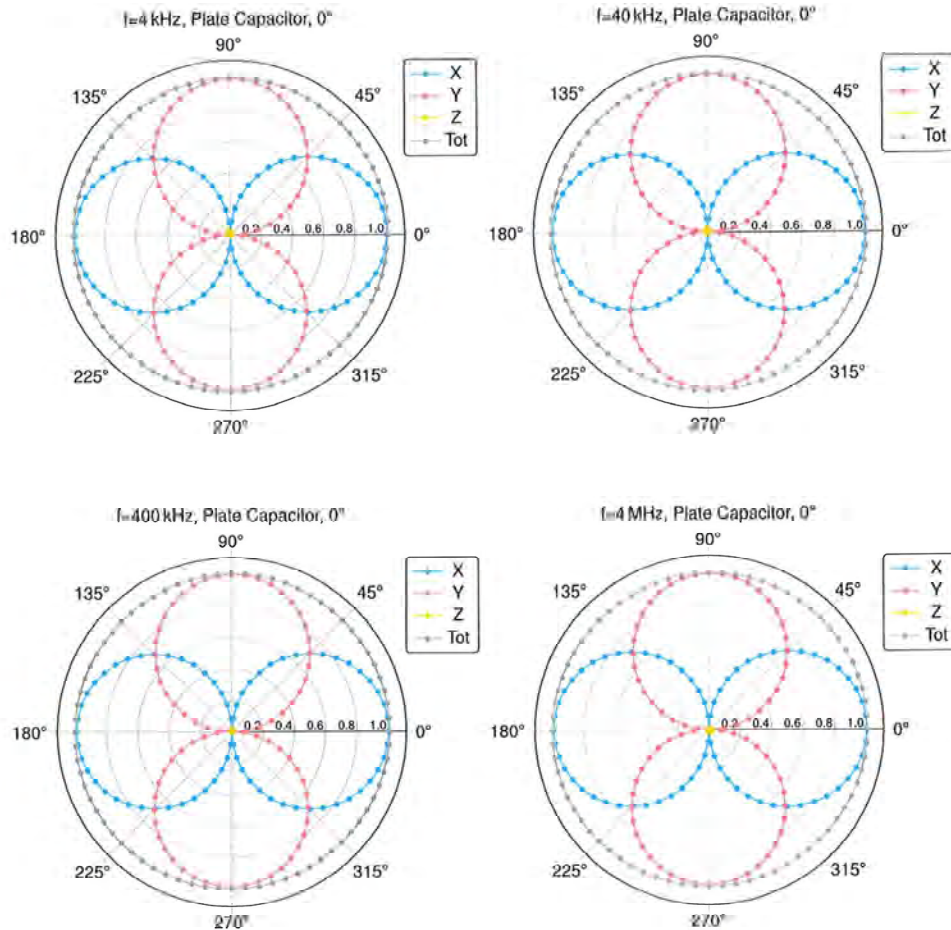 f=4 kHz, Plate Capacitor, 0°
90°
135°
45°
180°
0.2 0.4 0.6 0.8 1.0
0°
225°
315°
270°
X
Y
Z
Tot
f=40 kHz, Plate Capacitor, 0°
90°
135°
45°
180°
0.2 0.4 0.6 0.8 1.0
0°
225°
315°
270°
X
Y
Z
Tot
f=400 kHz, Plate Capacitor, 0°
90°
135°
45°
180°
0.2 0.4 0.6 0.8 1.0
0°
225°
315°
270°
X
Y
Z
Tot
f=4 MHz, Plate Capacitor, 0°
90°
135°
45°
180°
0.2 0.4 0.6 0.8 1.0
0°
225°
315°
270°
X
Y
Z
Tot